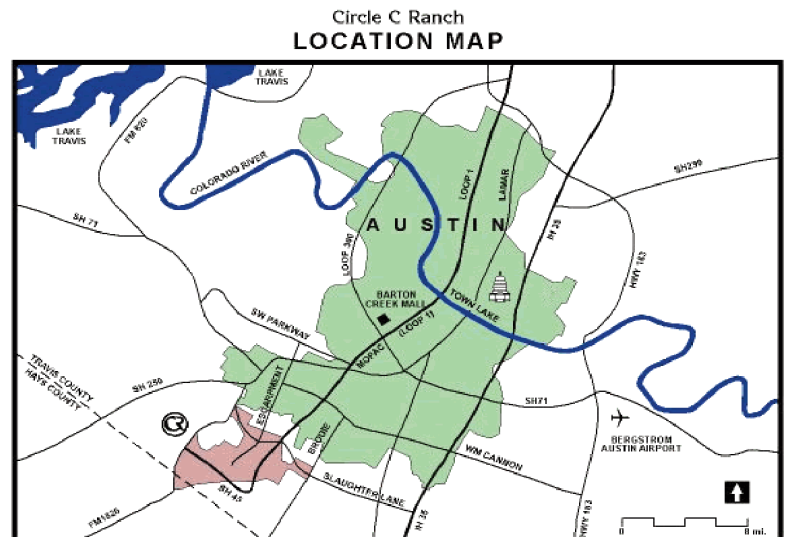 Circle C Ranch
LOCATION MAP
LAKE
TRAVIS
LAKE
TRAVIS
FM 620
COLORADO RIVER
LOOP 1
LAMAR
SH290
SH 71
AUSTIN
IH 35
LOOP 360
HWY 183
BARTON
CREEK MALL
TOWN LAKE
SW PARKWAY
MOPAC
(LOOP 1)
TRAVIS COUNTY
HAYS COUNTY
SH 290
ESCARPMENT
SH71
CR
BRODIE
BERGSTROM
AUSTIN AIRPORT
WM CANNON
SH 45
SLAUGHTER LANE
FM1826
IH 35
HWY 183
0
8 mi.